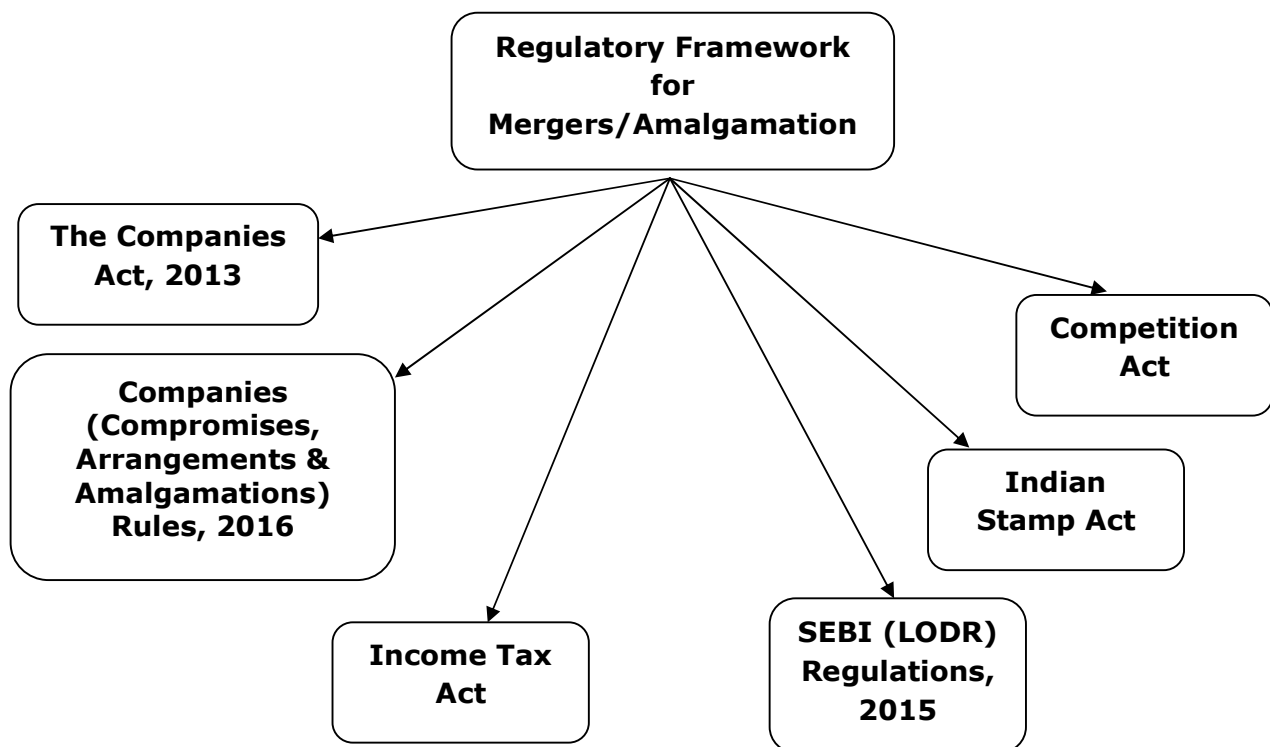 Regulatory Framework
for
Mergers/Amalgamation
The Companies
Act, 2013
Companies
(Compromises,
Arrangements &
Amalgamations)
Rules, 2016
Income Tax
Act
SEBI (LODR)
Regulations,
2015
Indian
Stamp Act
Competition
Act